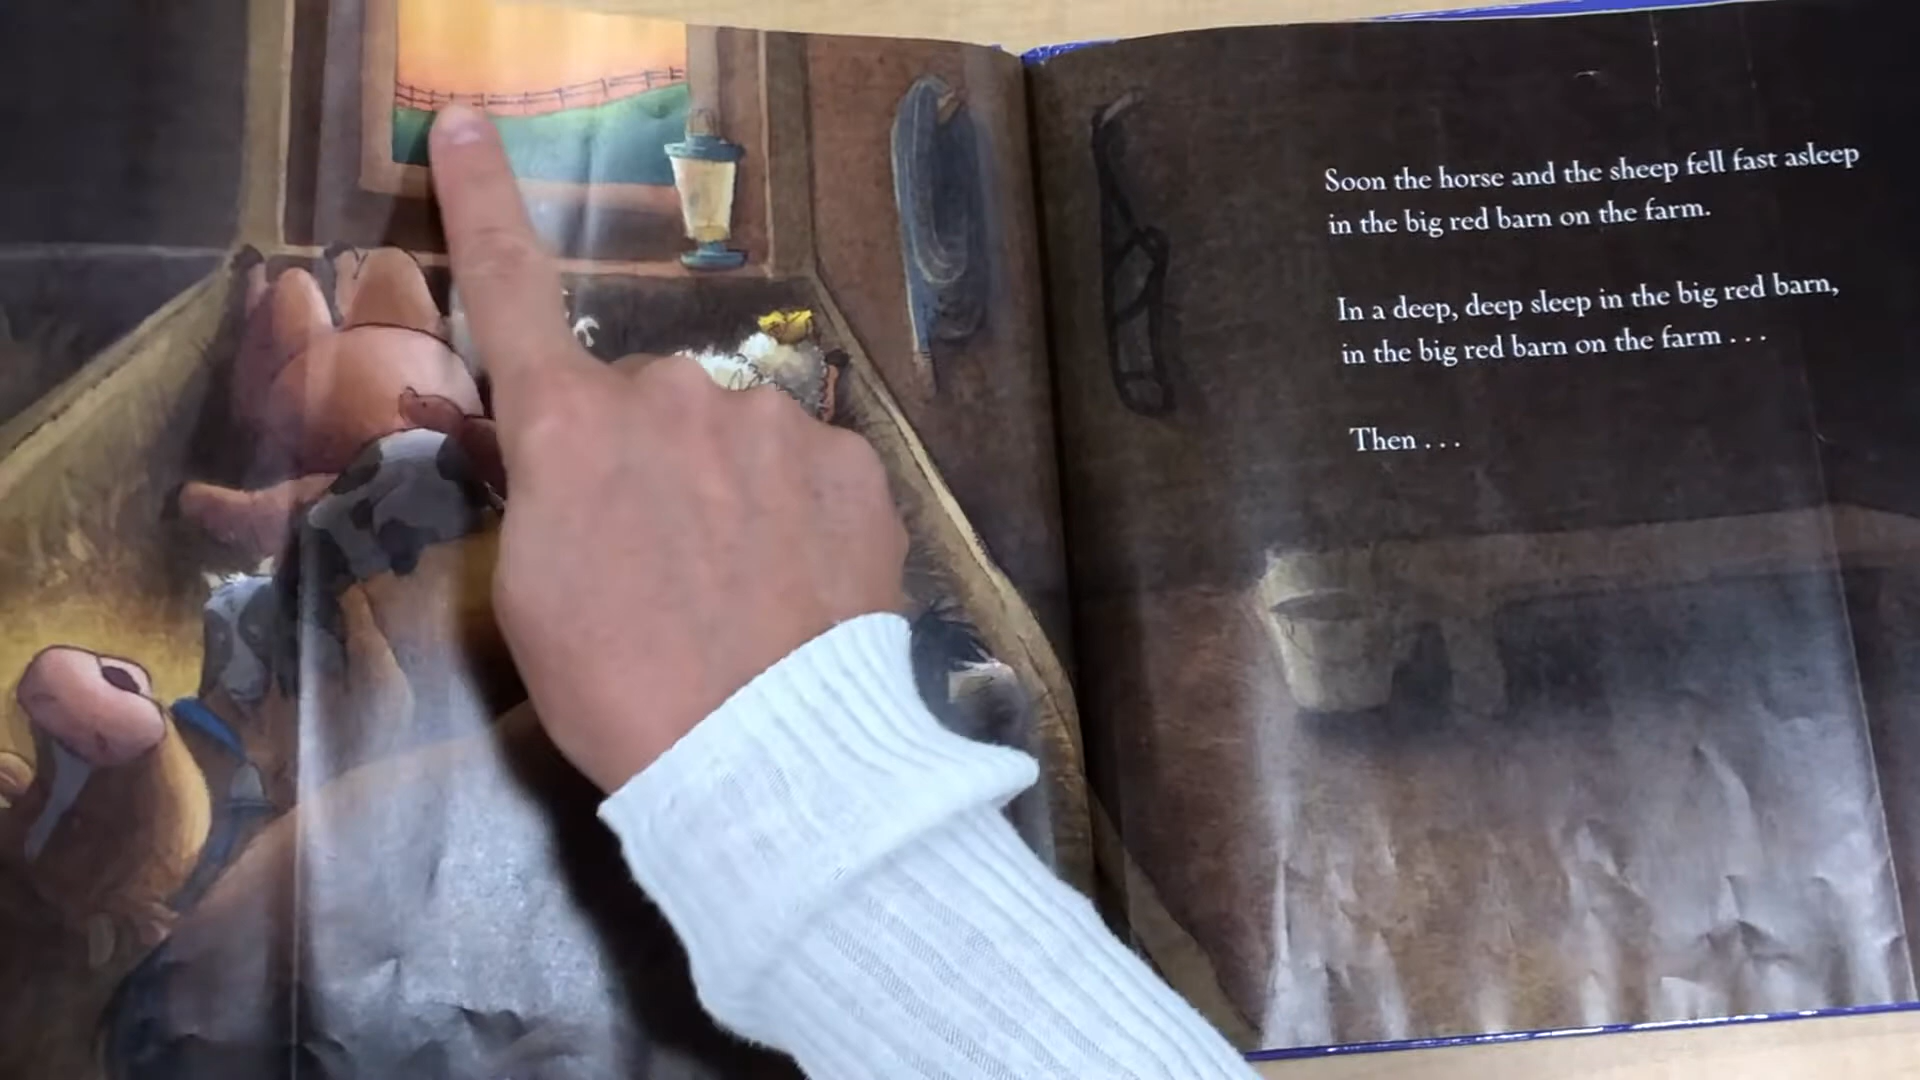 Soon the horse and the sheep fell fast asleep
in the big red barn on the farm.
In a deep, deep sleep in the big red barn,
in the big red barn on the farm . . .
Then . . .